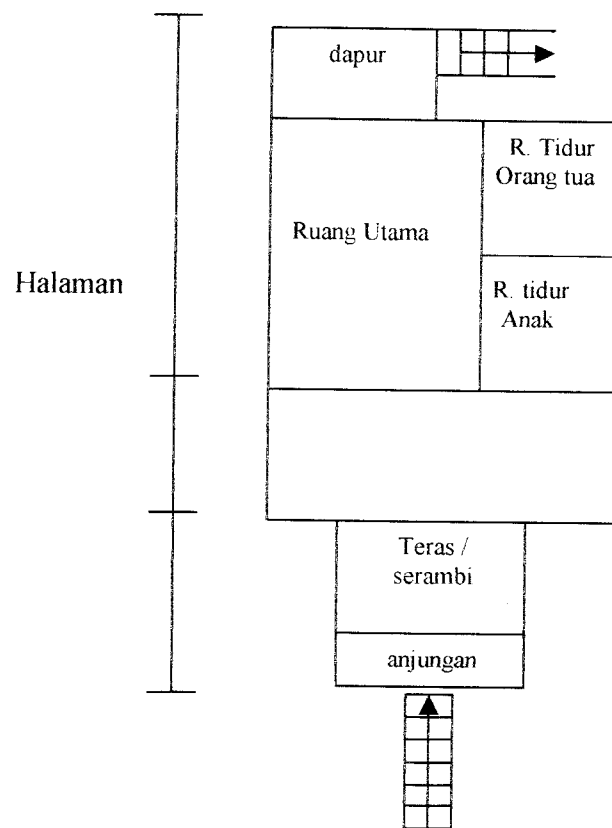 dapur
R. Tidur
Orang tua
Ruang Utama
Halaman
R. tidur
Anak
Teras /
serambi
anjungan